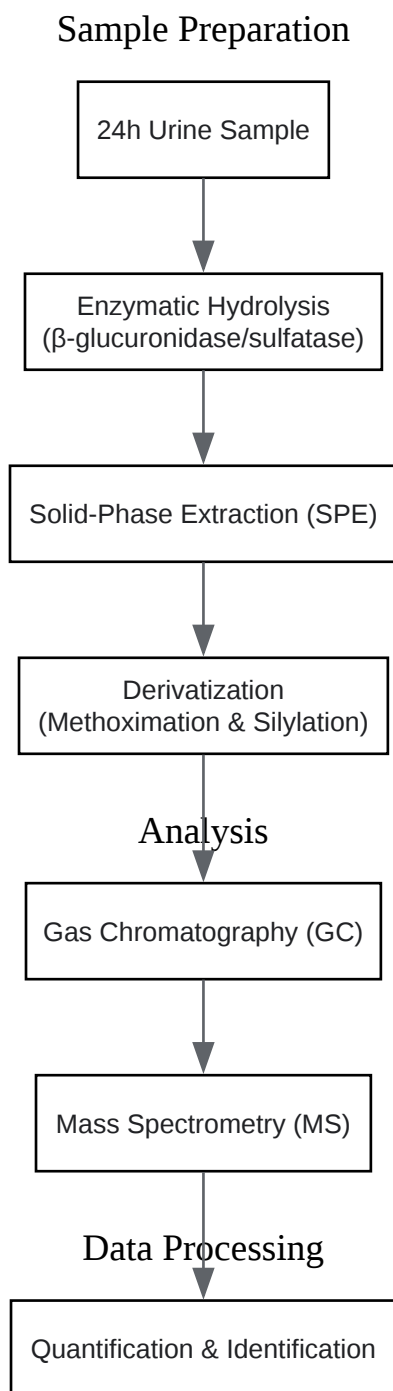 Sample Preparation
24h Urine Sample
Enzymatic Hydrolysis
(β-glucuronidase/sulfatase)
Solid-Phase Extraction (SPE)
Derivatization
(Methoximation & Silylation)
Analysis
Gas Chromatography (GC)
Mass Spectrometry (MS)
Data Processing
Quantification & Identification